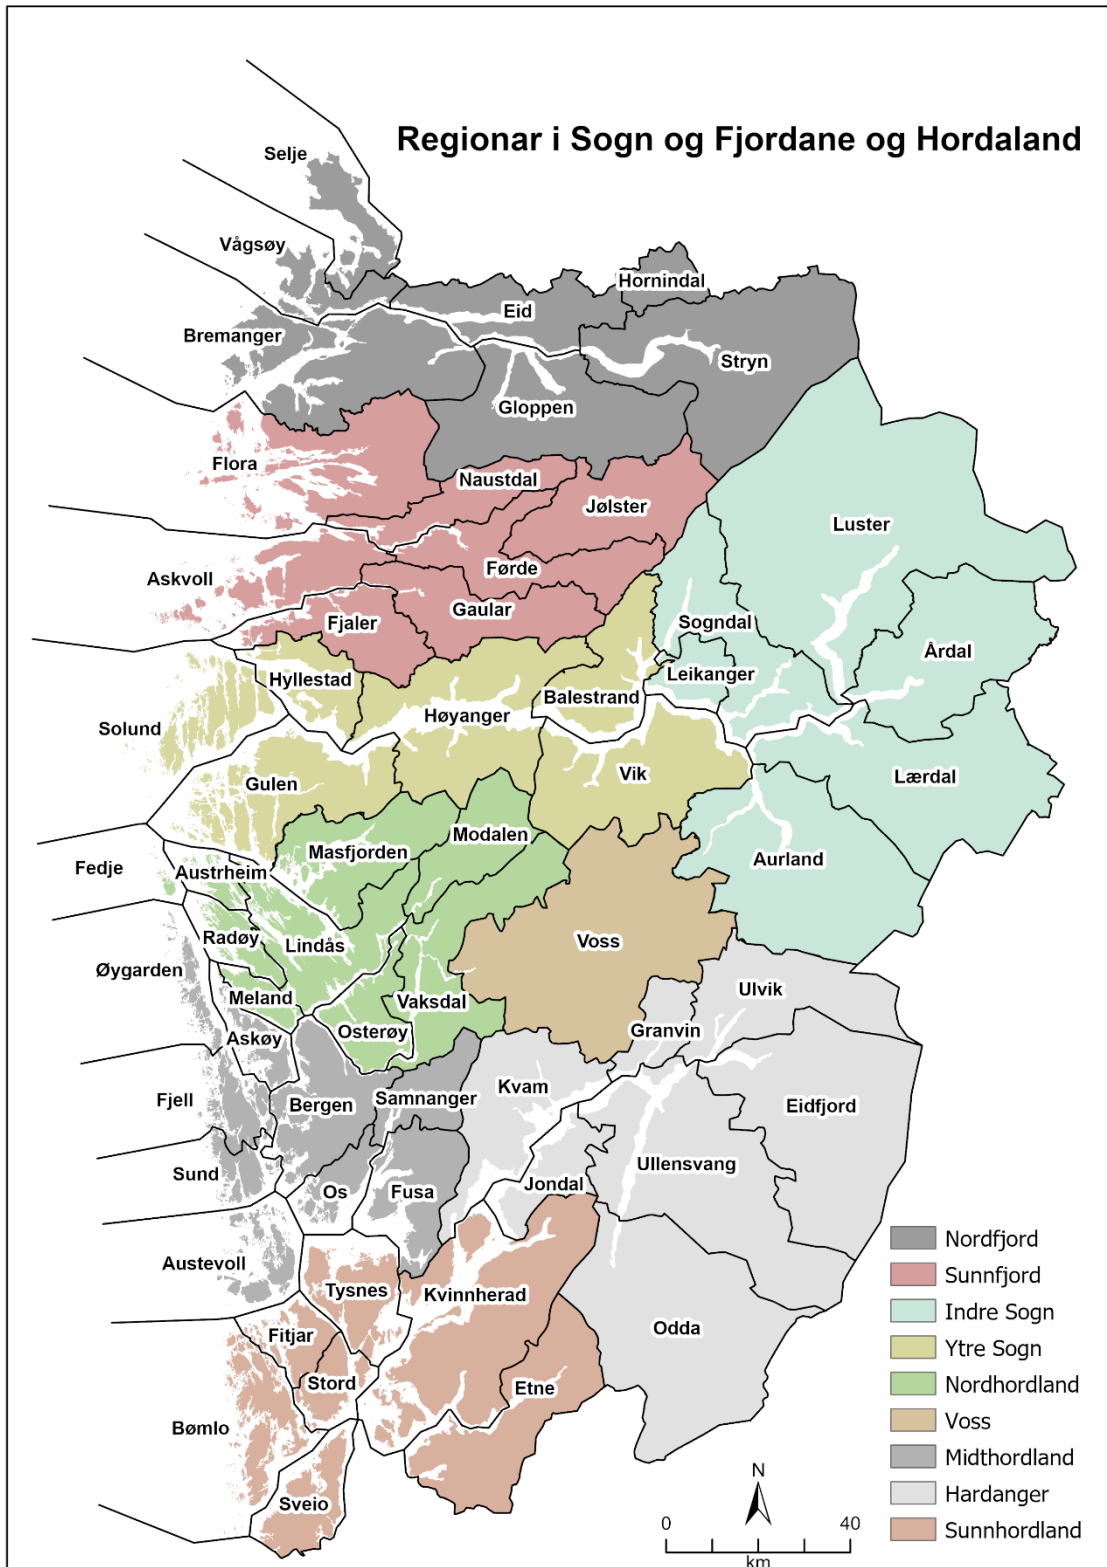 Regionar i Sogn og Fjordane og Hordaland
Selje
Vågsøy
Hornindal
Eid
Bremanger
Stryn
Gloppen
Flora
Naustdal
Jølster
Luster
Askvoll
Førde
Gaular
Fjaler
Sogndal
Årdal
Leikanger
Hyllestad
Balestrand
Høyanger
Solund
Vik
Lærdal
Gulen
Modalen
Masfjorden
Aurland
Fedje
Austrheim
Radøy
Lindås
Voss
Øygarden
Ulvik
Meland
Vaksdal
Granvin
Osterøy
Askøy
Kvam
Fjell
Bergen
Samnanger
Eidfjord
Sund
Os
Fusa
Jondal
Ullensvang
Austevoll
Tysnes
Kvinnherad
Odda
Fitjar
Stord
Etne
Bømlo
Sveio
Nordfjord
Sunnfjord
Indre Sogn
Ytre Sogn
Nordhordland
Voss
Midthordland
Hardanger
Sunnhordland
N
0 40
km